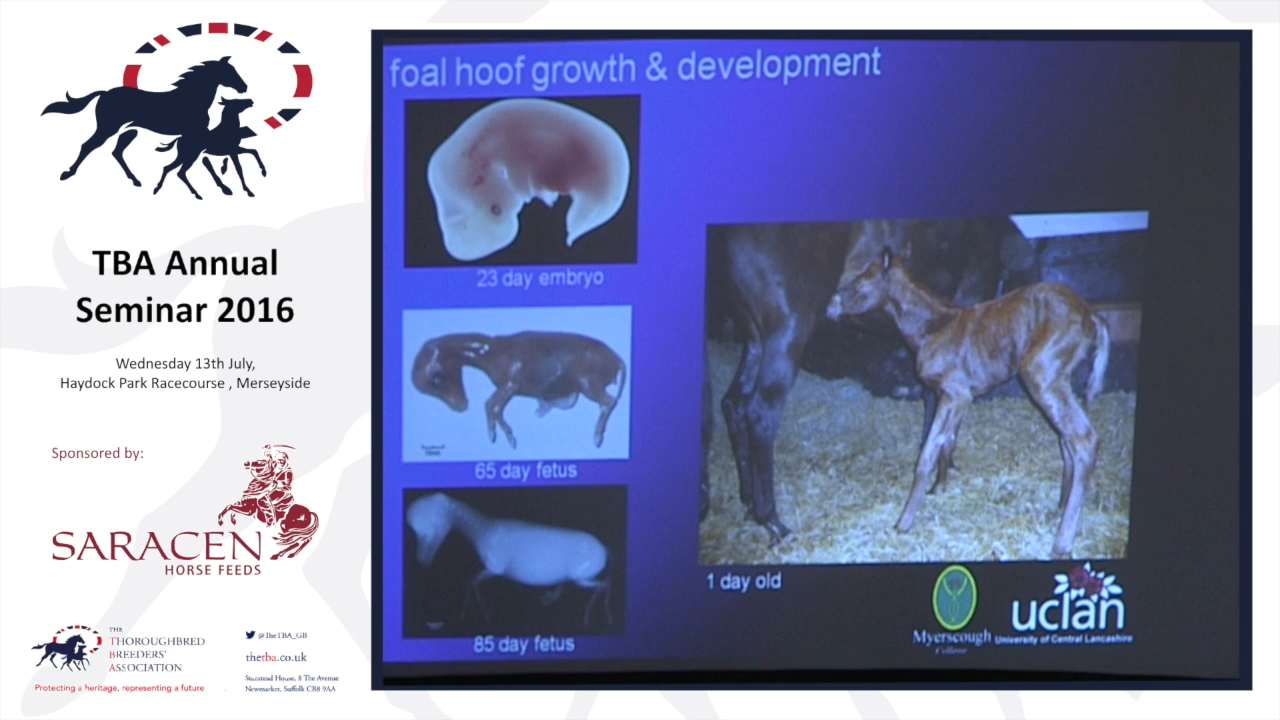 TBA Annual
Seminar 2016
Wednesday 13th July,
Haydock Park Racecourse , Merseyside
Sponsored by:
SARACEN
HORSE FEEDS
THE
THOROUGHBRED
BREEDERS'
ASSOCIATION
Protecting a heritage, representing a future
@TheTBA_GB
thetba.co.uk
Stanstead House, 8 The Avenue
Newmarket, Suffolk CB8 9AA
foal hoof growth & development
23 day embryo
65 day fetus
85 day fetus
1 day old
Myerscough
College
uclan
University of Central Lancashire